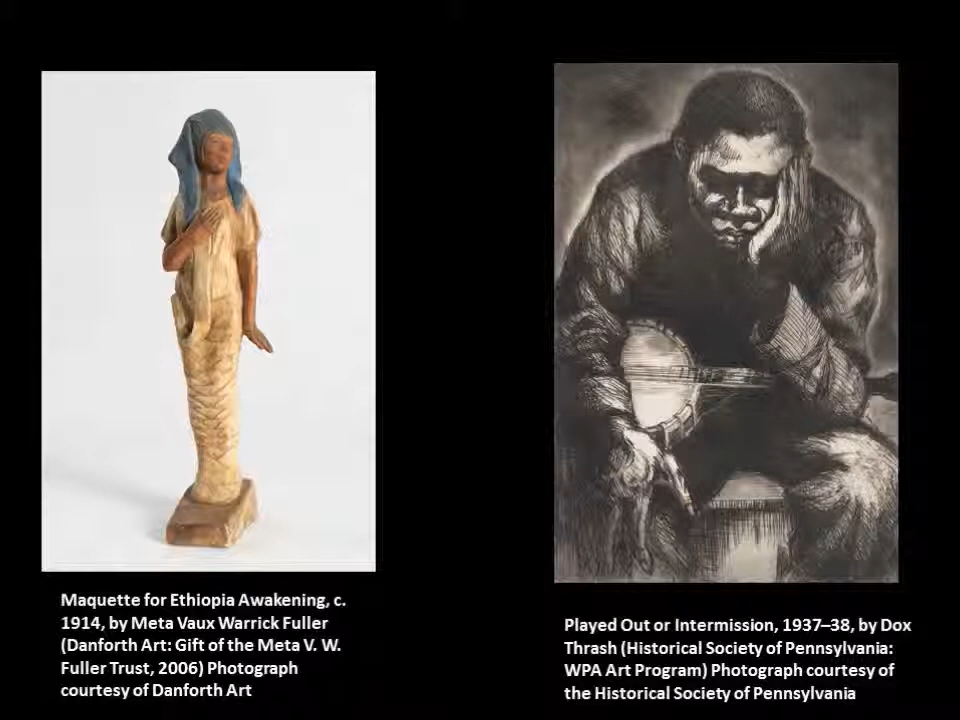 Maquette for Ethiopia Awakening, c.
1914, by Meta Vaux Warrick Fuller
(Danforth Art: Gift of the Meta V. W.
Fuller Trust, 2006) Photograph
courtesy of Danforth Art
Played Out or Intermission, 1937–38, by Dox
Thrash (Historical Society of Pennsylvania:
WPA Art Program) Photograph courtesy of
the Historical Society of Pennsylvania